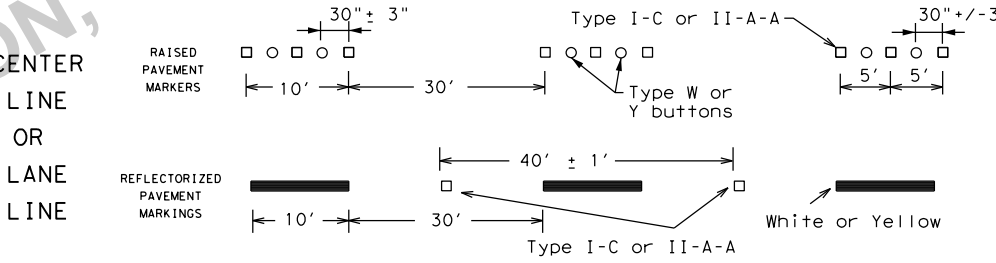 ON,
CENTER
LINE
OR
LANE
LINE
RAISED
PAVEMENT
MARKERS
30"± 3"
10'
30'
Type I-C or II-A-A
Type W or
Y buttons
30"+/-3
5'
5'
REFLECTORIZED
PAVEMENT
MARKINGS
10'
30'
40' ± 1'
Type I-C or II-A-A
White or Yellow